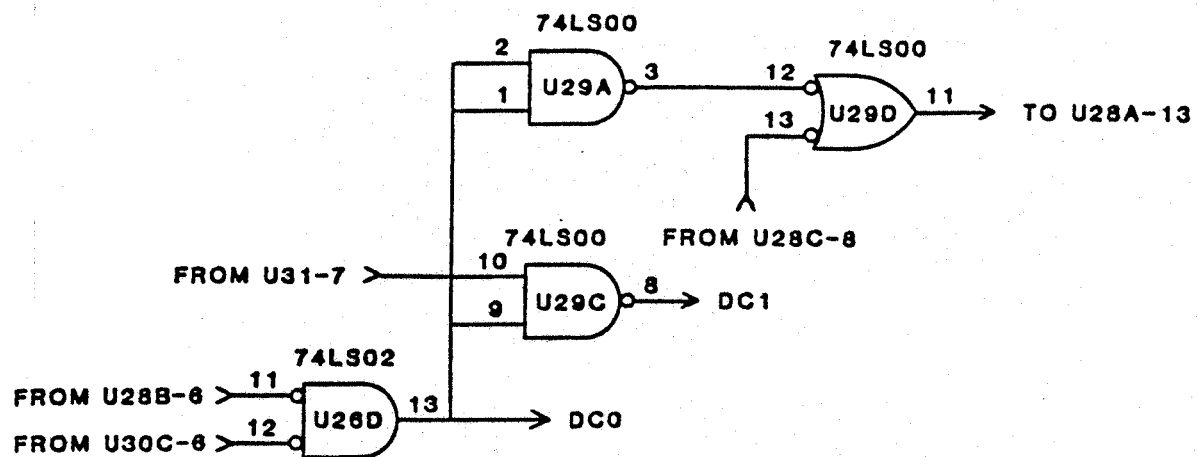 74LS00
2
1
U29A
3
74LS00
12
13
U29D
11
TO U28A-13
FROM U28C-8
74LS00
FROM U31-7
10
9
U29C
8
DC1
74LS02
FROM U28B-6
11
FROM U30C-6
12
U26D
13
DC0